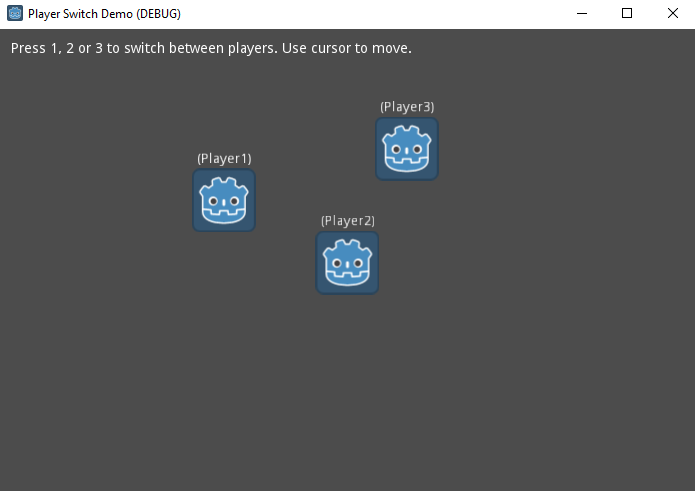 Player Switch Demo (DEBUG)
Press 1, 2 or 3 to switch between players. Use cursor to move.
(Player3)
(Player1)
(Player2)